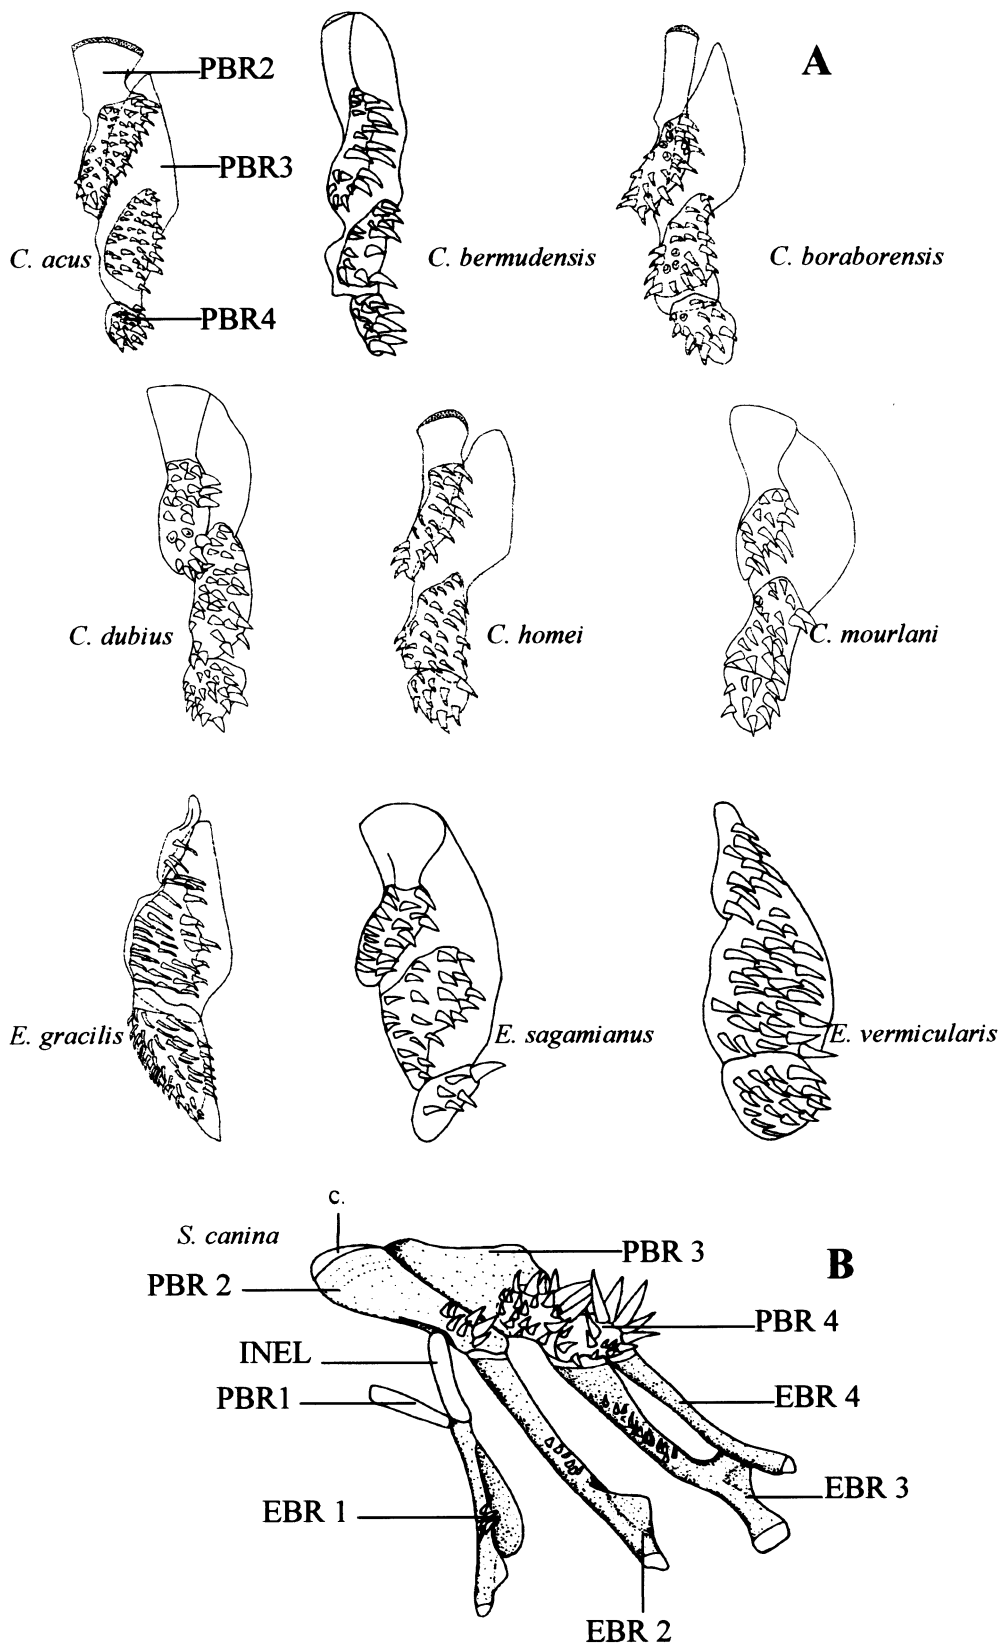 A
PBR2
PBR3
C. acus
C. bermudensis
C. boraborensis
PBR4
C. dubius
C. homei
C. mourlani
E. gracilis
E. sagamianus
E. vermicularis
c.
S. canina
PBR 3
B
PBR 2
PBR 4
INEL
PBR1
EBR 4
EBR 3
EBR 1
EBR 2